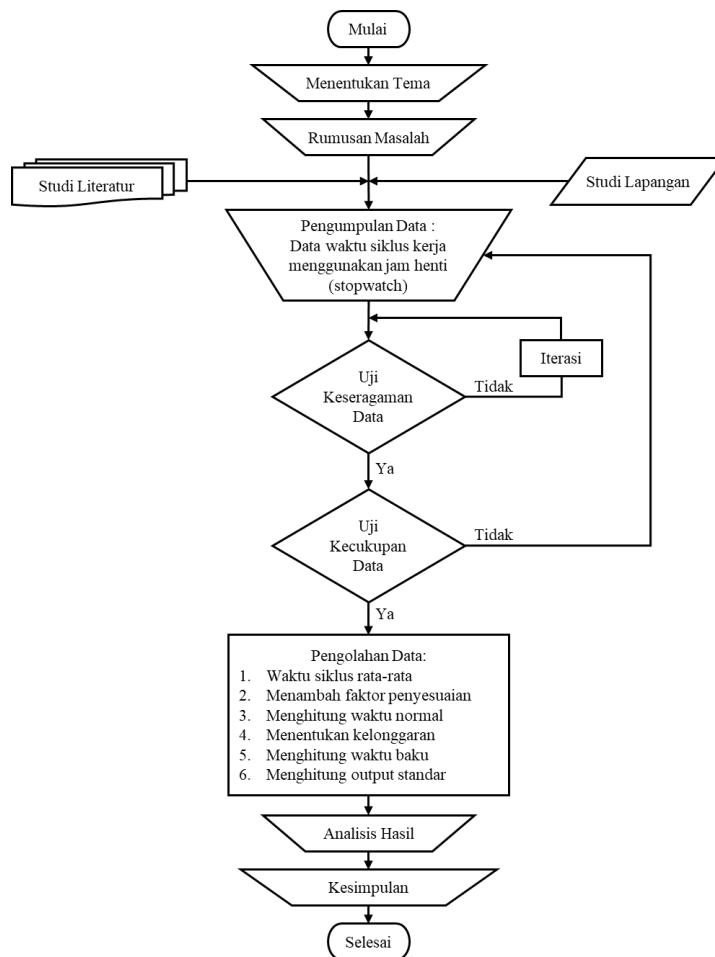 Mulai
Menentukan Tema
Rumusan Masalah
Studi Literatur
Studi Lapangan
Pengumpulan Data :
Data waktu siklus kerja
menggunakan jam henti
(stopwatch)
Iterasi
Uji
Keseragaman
Data
Tidak
Ya
Uji
Kecukupan
Data
Tidak
Ya
Pengolahan Data:
1. Waktu siklus rata-rata
2. Menambah faktor penyesuaian
3. Menghitung waktu normal
4. Menentukan kelonggaran
5. Menghitung waktu baku
6. Menghitung output standar
Analisis Hasil
Kesimpulan
Selesai